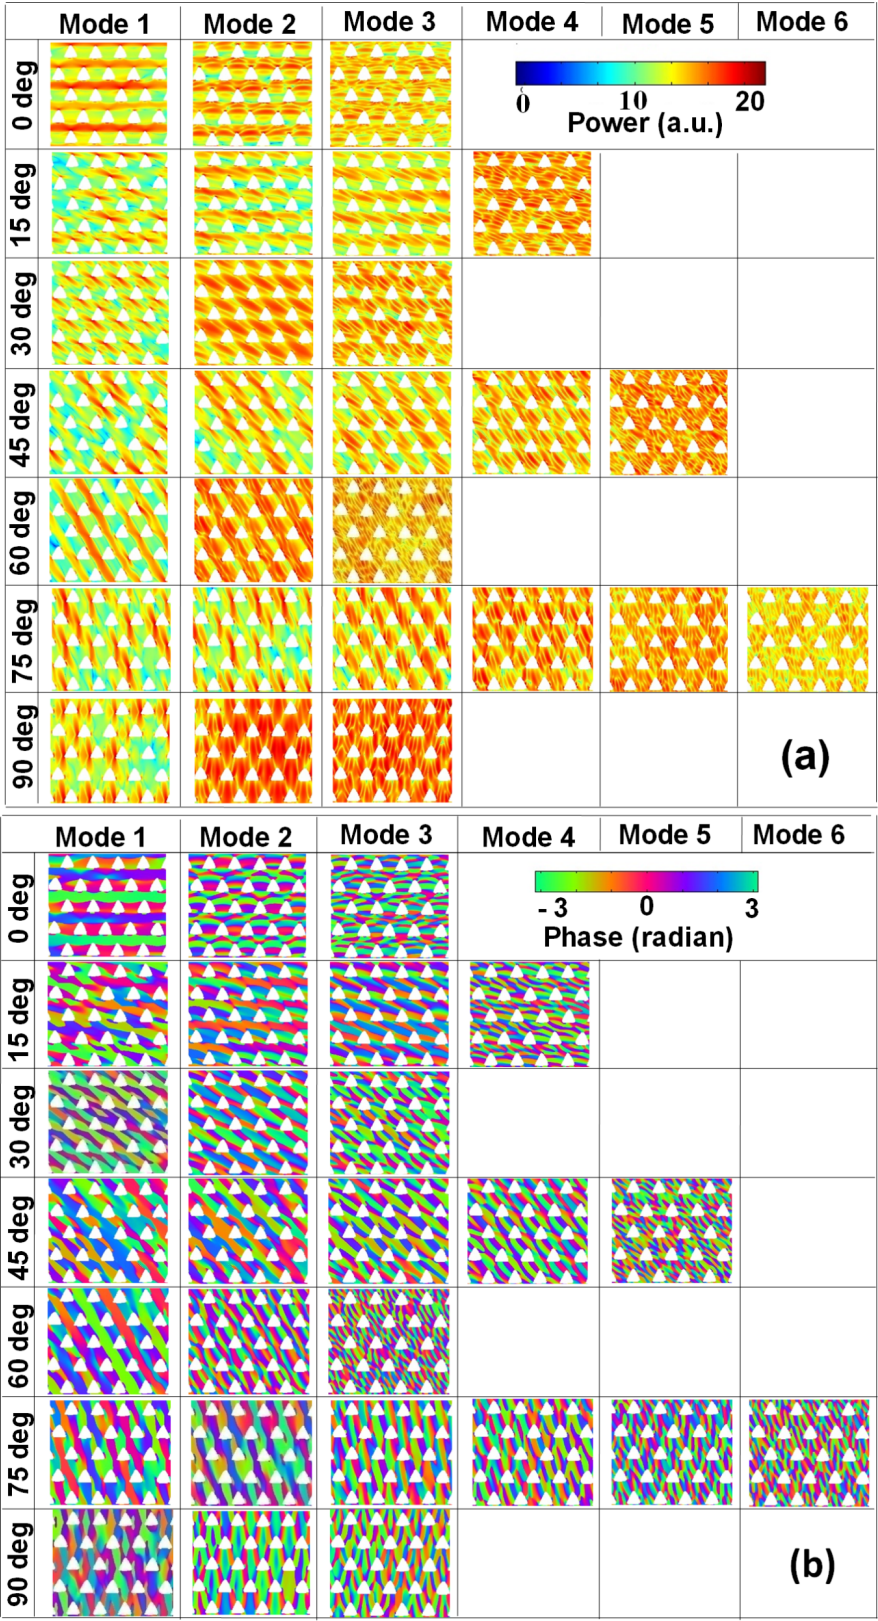 Mode 1 Mode 2 Mode 3 Mode 4 Mode 5 Mode 6
0 deg
0 10 20
Power (a.u.)
15 deg
30 deg
45 deg
60 deg
75 deg
90 deg
(a)
Mode 1 Mode 2 Mode 3 Mode 4 Mode 5 Mode 6
0 deg
- 3 0 3
Phase (radian)
15 deg
30 deg
45 deg
60 deg
75 deg
90 deg
(b)